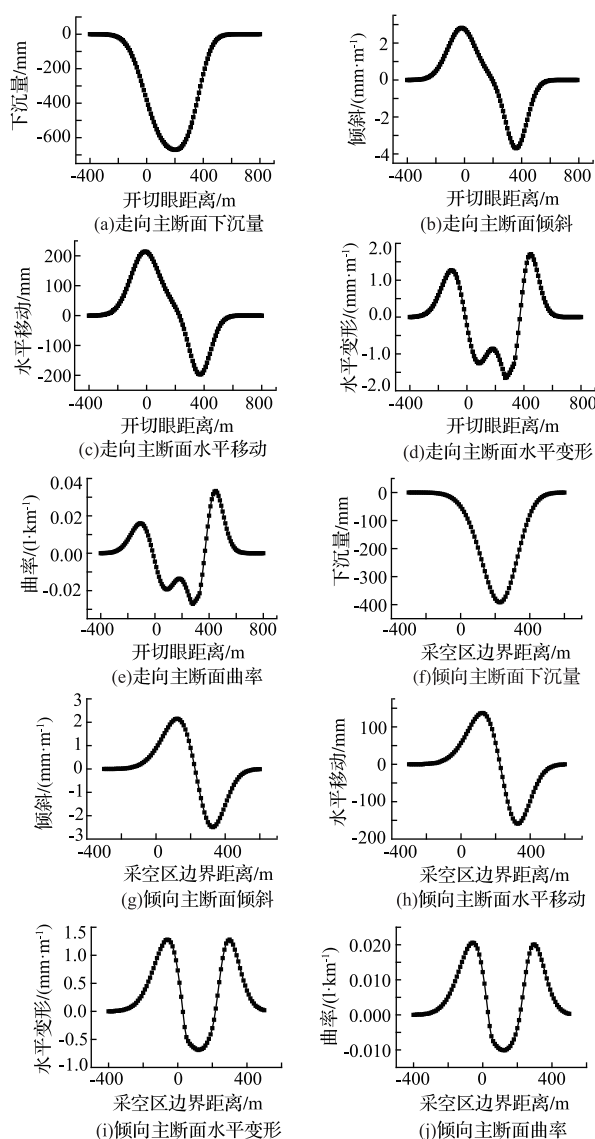 0
-200
-400
-600
下沉量/mm
-400 0 400 800
开切眼距离/m
(a)走向主断面下沉量
2
0
-2
-4
倾斜/(mm·m⁻¹)
-400 0 400 800
开切眼距离/m
(b)走向主断面倾斜
200
100
0
-100
-200
水平移动/mm
-400 0 400 800
开切眼距离/m
(c)走向主断面水平移动
2.0
1.0
0.0
-1.0
-2.0
水平变形/(mm·m⁻¹)
-400 0 400 800
开切眼距离/m
(d)走向主断面水平变形
0.04
0.00
-0.02
曲率/(l·km⁻¹)
-400 0 400 800
开切眼距离/m
(e)走向主断面曲率
0
-100
-200
-300
-400
下沉量/mm
0 400
采空区边界距离/m
(f)倾向主断面下沉量
3
2
1
0
-1
-2
-3
倾斜/(mm·m⁻¹)
-400 0 400
采空区边界距离/m
(g)倾向主断面倾斜
100
0
-100
-200
水平移动/mm
-400 0 400
采空区边界距离/m
(h)倾向主断面水平移动
1.5
1.0
0.5
0.0
-0.5
-1.0
水平变形/(mm·m⁻¹)
-400 0 400
采空区边界距离/m
(i)倾向主断面水平变形
0.020
0.010
0.000
-0.010
曲率/(l·km⁻¹)
-400 0 400
采空区边界距离/m
(j)倾向主断面曲率